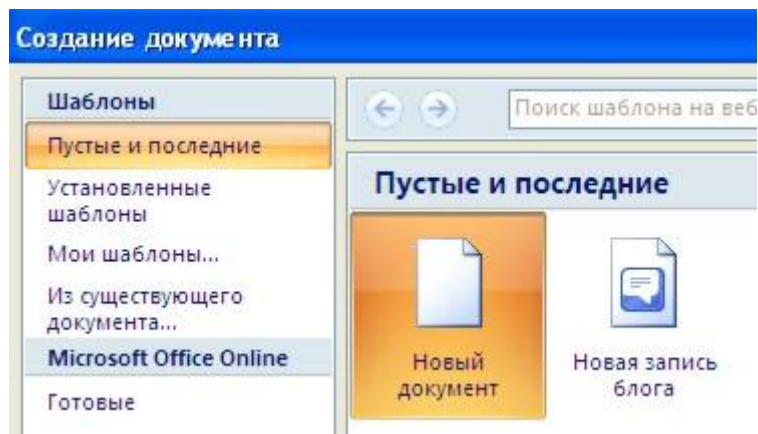 Создание документа
Шаблоны
Пустые и последние
Установленные
шаблоны
Мои шаблоны...
Из существующего
документа...
Microsoft Office Online
Готовые
Поиск шаблона на веб
Пустые и последние
Новый
документ
Новая запись
блога